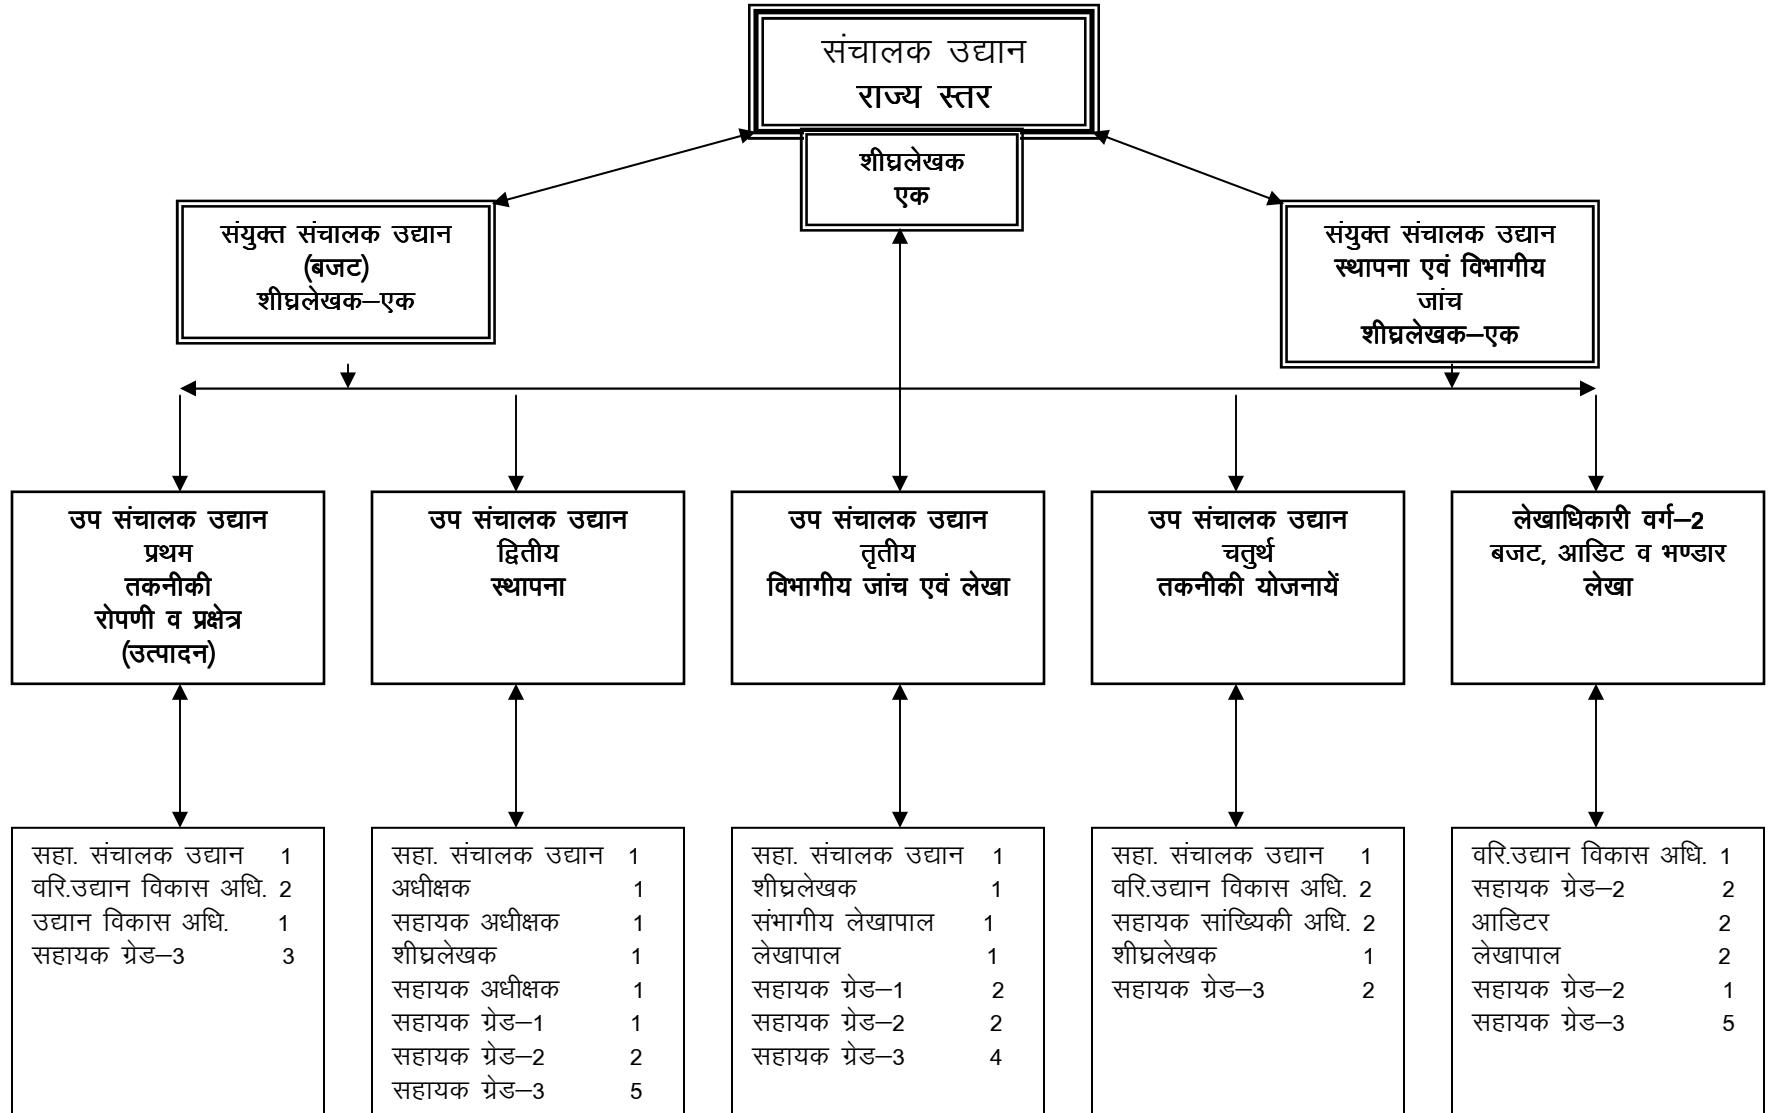 संचालक उद्यान
राज्य स्तर
शीघ्रलेखक
एक
संयुक्त संचालक उद्यान
(बजट)
शीघ्रलेखक–एक
संयुक्त संचालक उद्यान
स्थापना एवं विभागीय
जांच
शीघ्रलेखक–एक
उप संचालक उद्यान
प्रथम
तकनीकी
रोपणी व प्रक्षेत्र
(उत्पादन)
उप संचालक उद्यान
द्वितीय
स्थापना
उप संचालक उद्यान
तृतीय
विभागीय जांच एवं लेखा
उप संचालक उद्यान
चतुर्थ
तकनीकी योजनायें
लेखाधिकारी वर्ग–2
बजट, आडिट व भण्डार
लेखा
सहा. संचालक उद्यान 1
वरि.उद्यान विकास अधि. 2
उद्यान विकास अधि. 1
सहायक ग्रेड–3 3
सहा. संचालक उद्यान 1
अधीक्षक 1
सहायक अधीक्षक 1
शीघ्रलेखक 1
सहायक अधीक्षक 1
सहायक ग्रेड–1 1
सहायक ग्रेड–2 2
सहायक ग्रेड–3 5
सहा. संचालक उद्यान 1
शीघ्रलेखक 1
संभागीय लेखापाल 1
लेखापाल 1
सहायक ग्रेड–1 2
सहायक ग्रेड–2 2
सहायक ग्रेड–3 4
सहा. संचालक उद्यान 1
वरि.उद्यान विकास अधि. 2
सहायक सांख्यिकी अधि. 2
शीघ्रलेखक 1
सहायक ग्रेड–3 2
वरि.उद्यान विकास अधि. 1
सहायक ग्रेड–2 2
आडिटर 2
लेखापाल 2
सहायक ग्रेड–2 1
सहायक ग्रेड–3 5